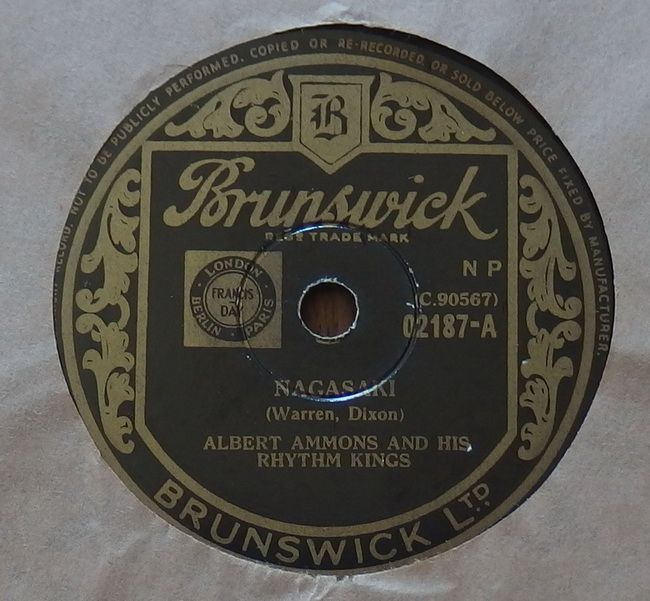 RECORD. NOT TO BE PUBLICLY PERFORMED. COPIED OR RE-RECORDED. OR SOLD BELOW PRICE FIXED BY MANUFACTURER.
B
Brunswick
REGD TRADE MARK
N P
LONDON
FRANCIS
DAY
BERLIN · PARIS
(C.90567)
02187-A
NAGASAKI
(Warren, Dixon)
ALBERT AMMONS AND HIS
RHYTHM KINGS
BRUNSWICK LTD.